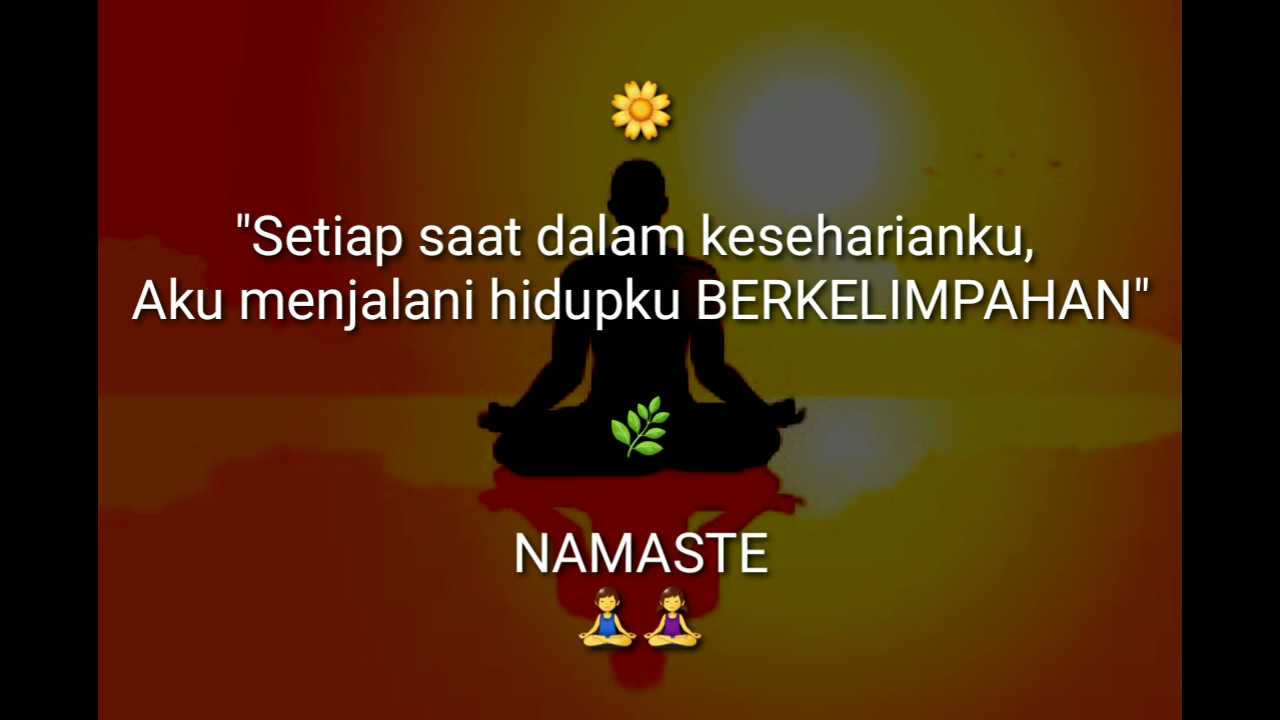 "Setiap saat dalam keseharianku,
Aku menjalani hidupku BERKELIMPAHAN"
NAMASTE